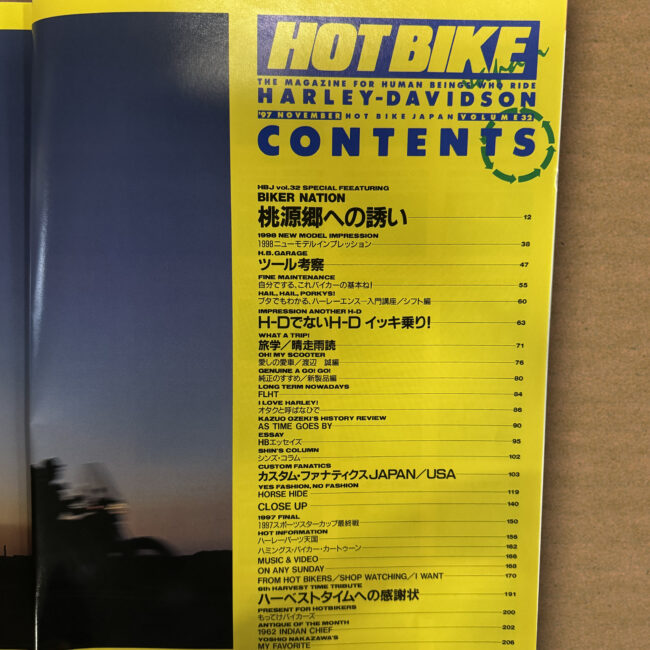 HOT BIKE
THE MAGAZINE FOR HUMAN BEINGS WHO RIDE
HARLEY-DAVIDSON
'97 NOVEMBER HOT BIKE JAPAN VOLUME 32
CONTENTS
HBJ vol.32 SPECIAL FEEATURING
BIKER NATION
桃源郷への誘い 12
1998 NEW MODEL IMPRESSION
1998ニューモデルインプレッション 38
H.B.GARAGE
ツール考察 47
FINE MAINTENANCE
自分でする、これバイカーの基本ね! 55
HAIL, HAIL, PORKYS!
ブタでもわかる、ハーレーエンスー入門講座/シフト編 60
IMPRESSION ANOTHER H-D
H-DでないH-D イッキ乗り! 63
WHAT A TRIP!
旅学/晴走雨読 71
OH! MY SCOOTER
愛しの愛車/渡辺 誠編 76
GENUINE A GO! GO!
純正のすすめ/新製品編 80
LONG TERM NOWADAYS
FLHT 84
I LOVE HARLEY!
オタクと呼ばないで 86
KAZUO OZEKI'S HISTORY REVIEW
AS TIME GOES BY 90
ESSAY
HBエッセイズ 95
SHIN'S COLUMN
シンズ・コラム 102
CUSTOM FANATICS
カスタム・ファナティクスJAPAN/USA 103
YES FASHION, NO FASHION
HORSE HIDE 119
CLOSE UP 140
1997 FINAL
1997スポーツスターカップ最終戦 150
HOT INFORMATION
ハーレーパーツ天国 156
ハミングス・バイカー・カートゥーン 162
MUSIC & VIDEO 166
ON ANY SUNDAY 168
FROM HOT BIKERS/SHOP WATCHING/I WANT 170
6th HARVEST TIME TRIBUTE
ハーベストタイムへの感謝状 191
PRESENT FOR HOTBIKERS
もってけバイカーズ 200
ANTIQUE OF THE MONTH
1962 INDIAN CHIEF 202
YOSHIO NAKAZAWA'S
MY FAVORITE 206